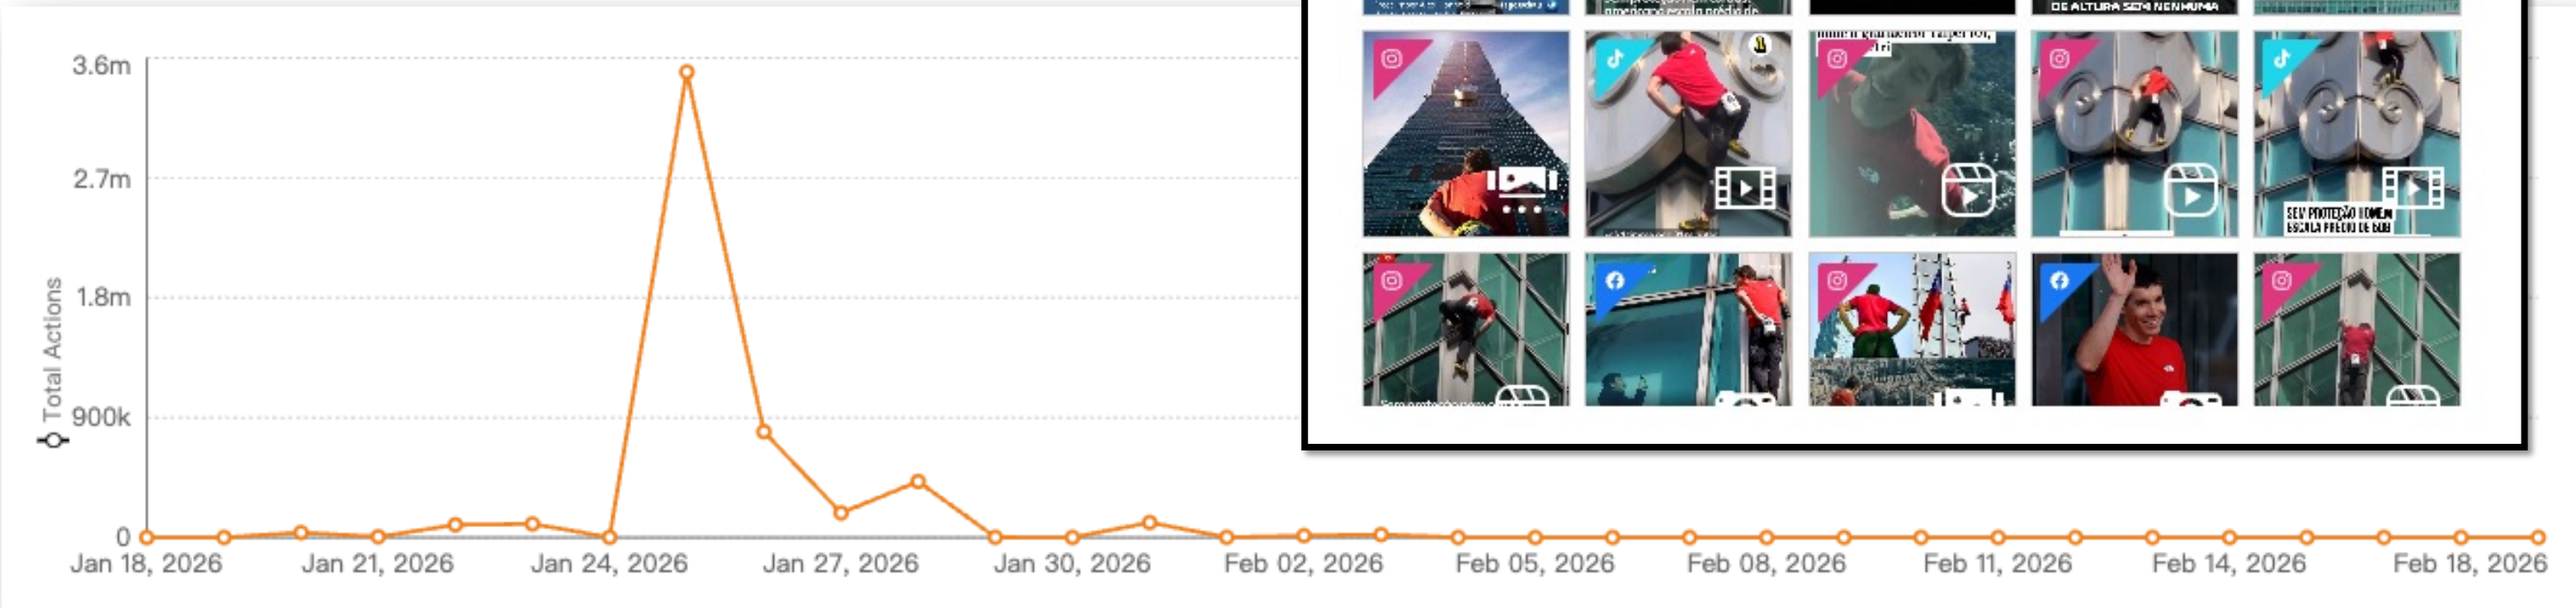 DE ALTURA SEM NENHUMA
3.6m
2.7m
1.8m
900k
0
Total Actions
SEM PROTEÇÃO HOMEM
ESCALA PRÉDIO DE
Jan 18, 2026
Jan 21, 2026
Jan 24, 2026
Jan 27, 2026
Jan 30, 2026
Feb 02, 2026
Feb 05, 2026
Feb 08, 2026
Feb 11, 2026
Feb 14, 2026
Feb 18, 2026